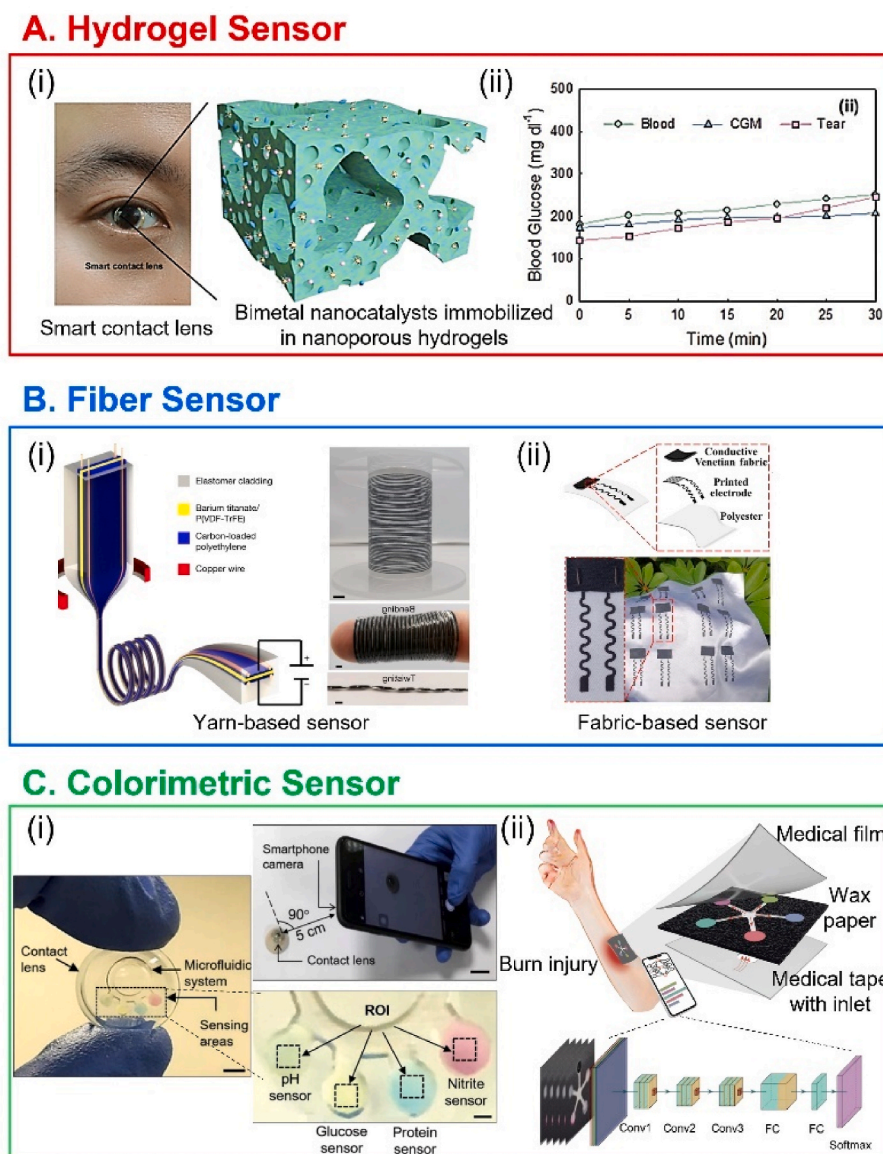 A. Hydrogel Sensor
(i)
Smart contact lens
Smart contact lens
Bimetal nanocatalysts immobilized
in nanoporous hydrogels
(ii)
(ii)
Blood CGM Tear
Blood Glucose (mg dl⁻¹)
500
400
300
200
100
0
0 5 10 15 20 25 30
Time (min)
B. Fiber Sensor
(i)
Elastomer cladding
Barium titanate/
P(VDF-TrFE)
Carbon-loaded
polyethylene
Copper wire
+
−
Bending
Twisting
Yarn-based sensor
(ii)
Conductive
Venetian fabric
Printed
electrode
Polyester
Fabric-based sensor
C. Colorimetric Sensor
(i)
Contact
lens
Microfluidic
system
Sensing
areas
Smartphone
camera
90°
5 cm
Contact lens
ROI
pH
sensor
Glucose
sensor
Protein
sensor
Nitrite
sensor
(ii)
Burn injury
Medical film
Wax
paper
Medical tape
with inlet
Conv1 Conv2 Conv3 FC FC Softmax